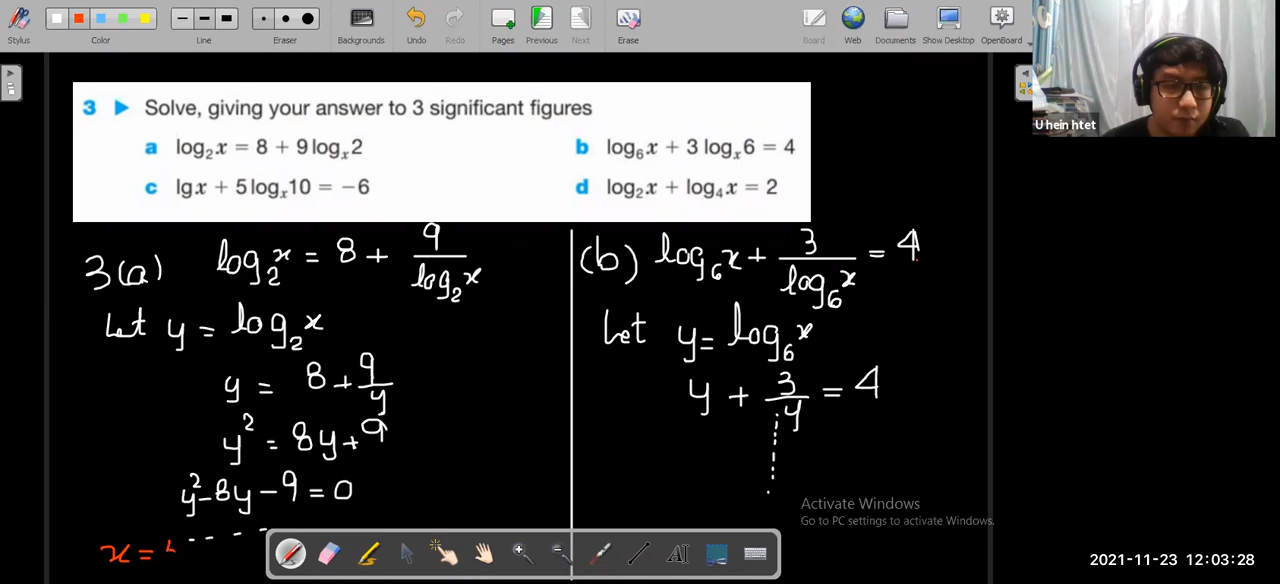 Stylus
Color
Line
Eraser
Backgrounds
Undo
Redo
Pages
Previous
Next
Erase
Board
Web
Documents
Show Desktop
OpenBoard
U hein htet
3 ▶ Solve, giving your answer to 3 significant figures
a log₂x = 8 + 9 logₓ2
b log₆x + 3 logₓ6 = 4
c lgx + 5 logₓ10 = −6
d log₂x + log₄x = 2
3(a) log₂x = 8 + 9/log₂x
Let y = log₂x
y = 8 + 9/y
y² = 8y + 9
y² - 8y - 9 = 0
x =
(b) log₆x + 3/log₆x = 4
Let y = log₆x
y + 3/y = 4
Activate Windows
Go to PC settings to activate Windows.
AI
2021-11-23 12:03:28